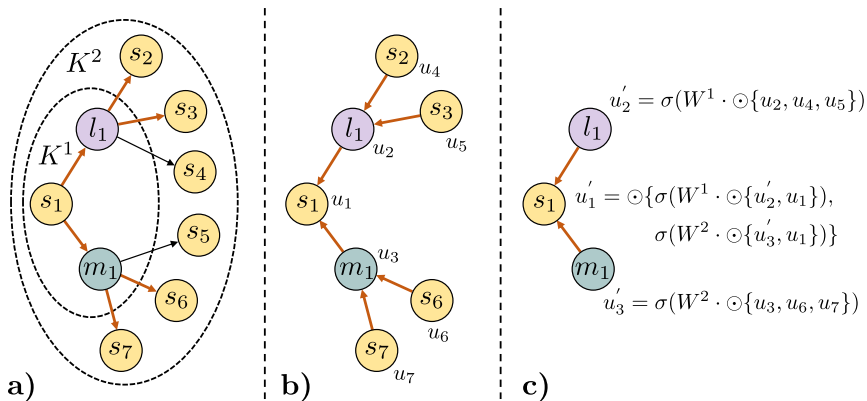 K²
s₂
s₃
l₁
K¹
s₄
s₁
s₅
m₁
s₆
s₇
a)
s₂
u₄
s₃
l₁
u₂
u₅
s₁
u₁
u₃
m₁
s₆
u₆
s₇
u₇
b)
u₂' = σ(W¹ · ⊙{u₂, u₄, u₅})
l₁
s₁
u₁' = ⊙{σ(W¹ · ⊙{u₂', u₁}),
σ(W² · ⊙{u₃', u₁})}
m₁
u₃' = σ(W² · ⊙{u₃, u₆, u₇})
c)